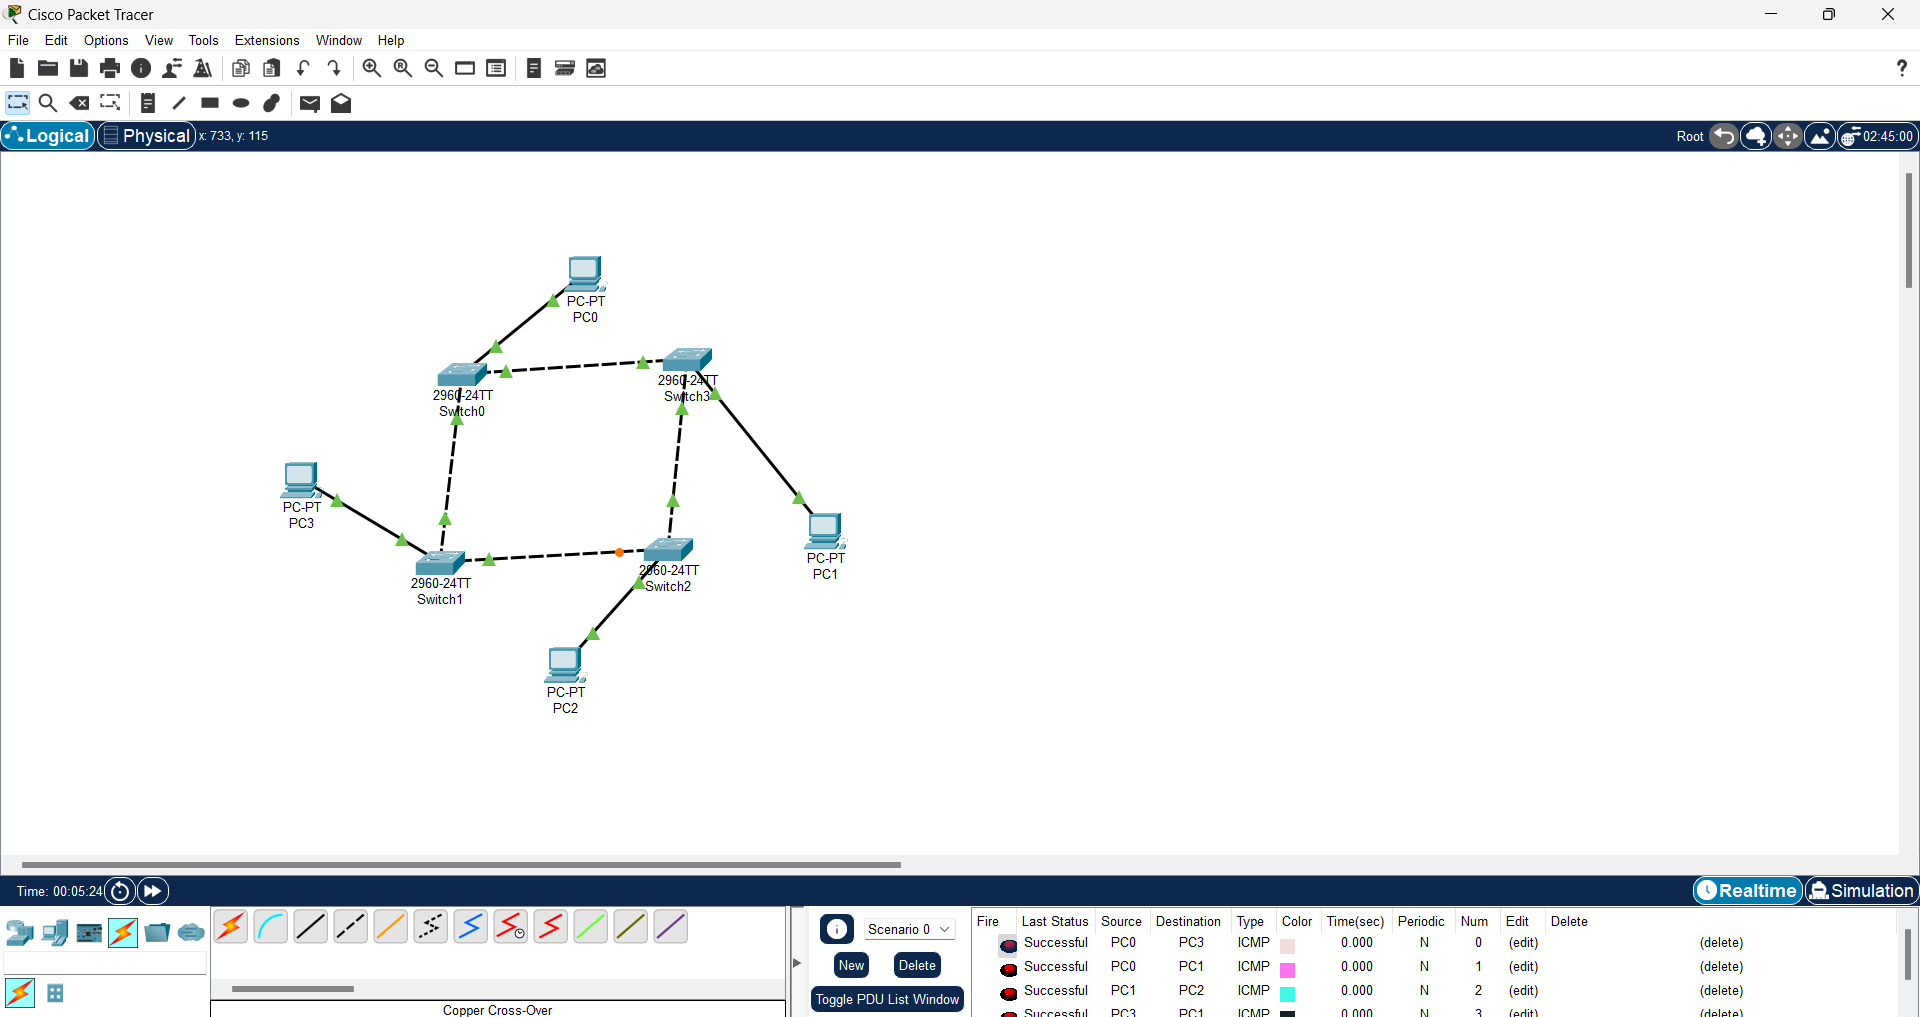 Cisco Packet Tracer
File Edit Options View Tools Extensions Window Help
?
Logical Physical x: 733, y: 115 Root 02:45:00
PC-PT
PC0
2960-24TT
Switch3
2960-24TT
Switch0
PC-PT
PC3
PC-PT
PC1
2960-24TT
Switch2
2960-24TT
Switch1
PC-PT
PC2
Time: 00:05:24 Realtime Simulation
Scenario 0
New Delete
Toggle PDU List Window
Copper Cross-Over
Fire Last Status Source Destination Type Color Time(sec) Periodic Num Edit Delete
Successful PC0 PC3 ICMP 0.000 N 0 (edit) (delete)
Successful PC0 PC1 ICMP 0.000 N 1 (edit) (delete)
Successful PC1 PC2 ICMP 0.000 N 2 (edit) (delete)
Successful PC3 PC1 ICMP 0.000 N 3 (edit) (delete)